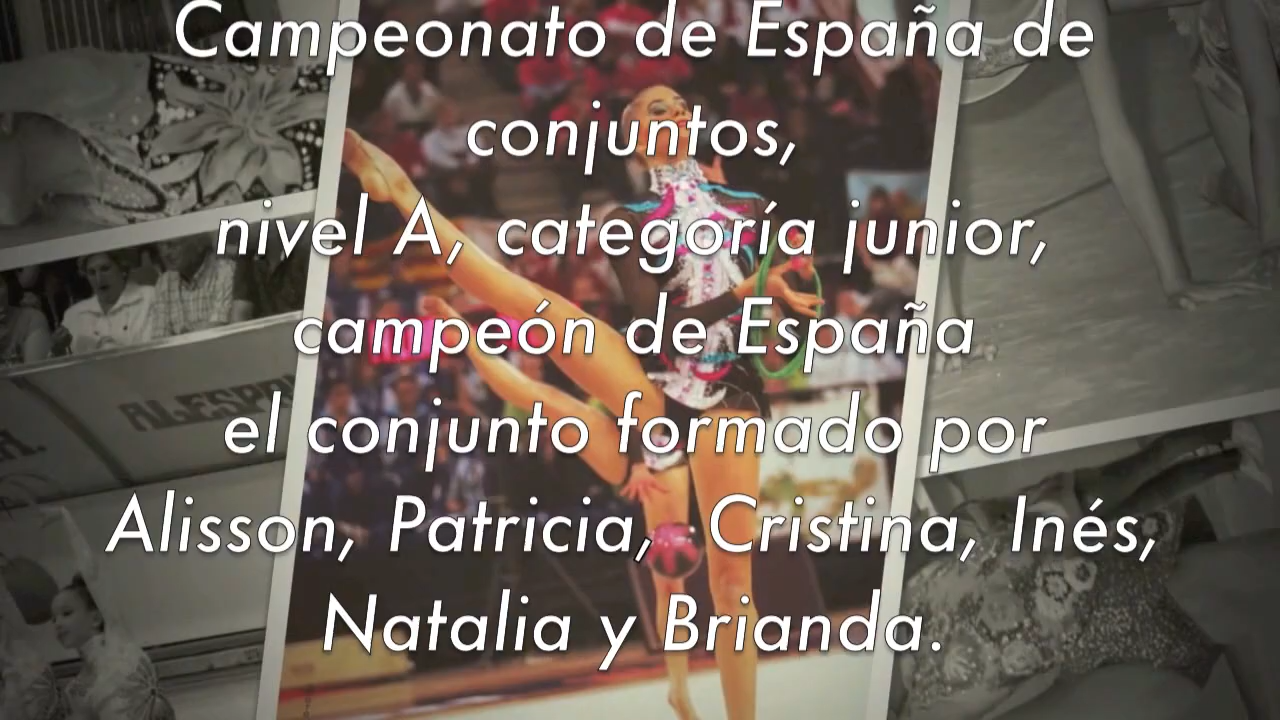 Campeonato de España de
conjuntos,
nivel A, categoría junior,
campeón de España
el conjunto formado por
Alisson, Patricia, Cristina, Inés,
Natalia y Brianda.